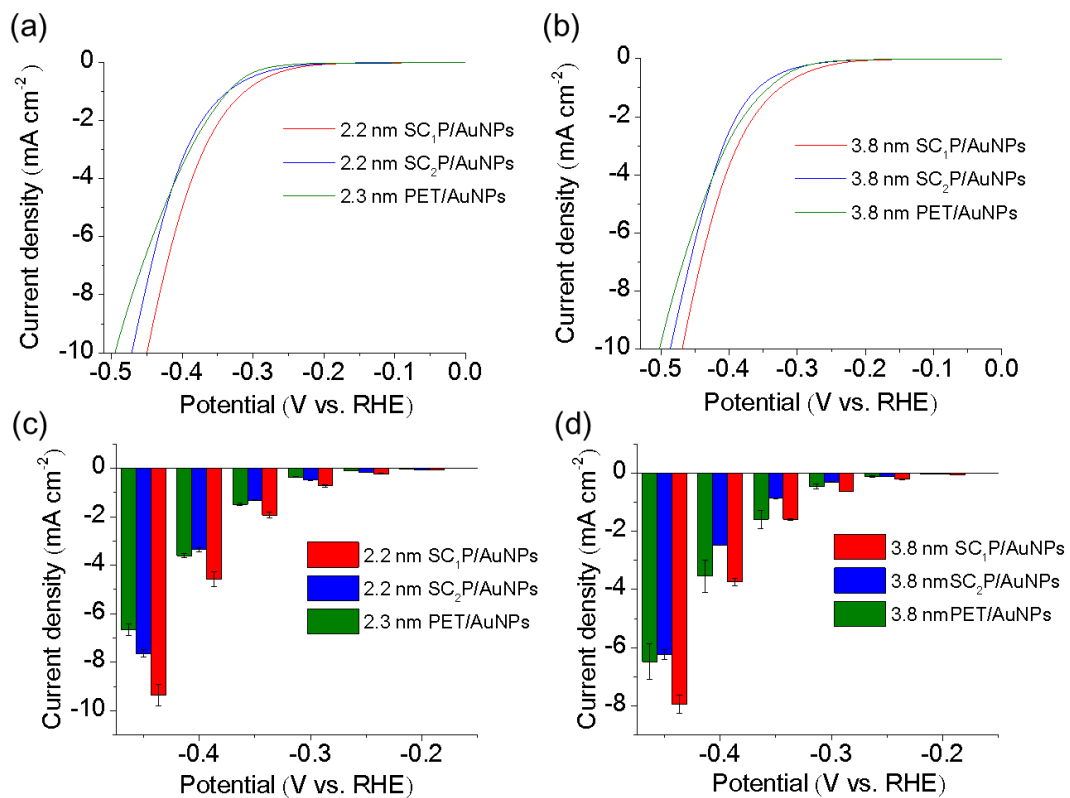 (a)
0
-2
-4
-6
-8
-10
Current density (mA cm⁻²)
2.2 nm SC₁P/AuNPs
2.2 nm SC₂P/AuNPs
2.3 nm PET/AuNPs
-0.5 -0.4 -0.3 -0.2 -0.1 0.0
Potential (V vs. RHE)
(b)
0
-2
-4
-6
-8
-10
Current density (mA cm⁻²)
3.8 nm SC₁P/AuNPs
3.8 nm SC₂P/AuNPs
3.8 nm PET/AuNPs
-0.5 -0.4 -0.3 -0.2 -0.1 0.0
Potential (V vs. RHE)
(c)
0
-2
-4
-6
-8
-10
Current density (mA cm⁻²)
2.2 nm SC₁P/AuNPs
2.2 nm SC₂P/AuNPs
2.3 nm PET/AuNPs
-0.4 -0.3 -0.2
Potential (V vs. RHE)
(d)
0
-2
-4
-6
-8
Current density (mA cm⁻²)
3.8 nm SC₁P/AuNPs
3.8 nmSC₂P/AuNPs
3.8 nmPET/AuNPs
-0.4 -0.3 -0.2
Potential (V vs. RHE)